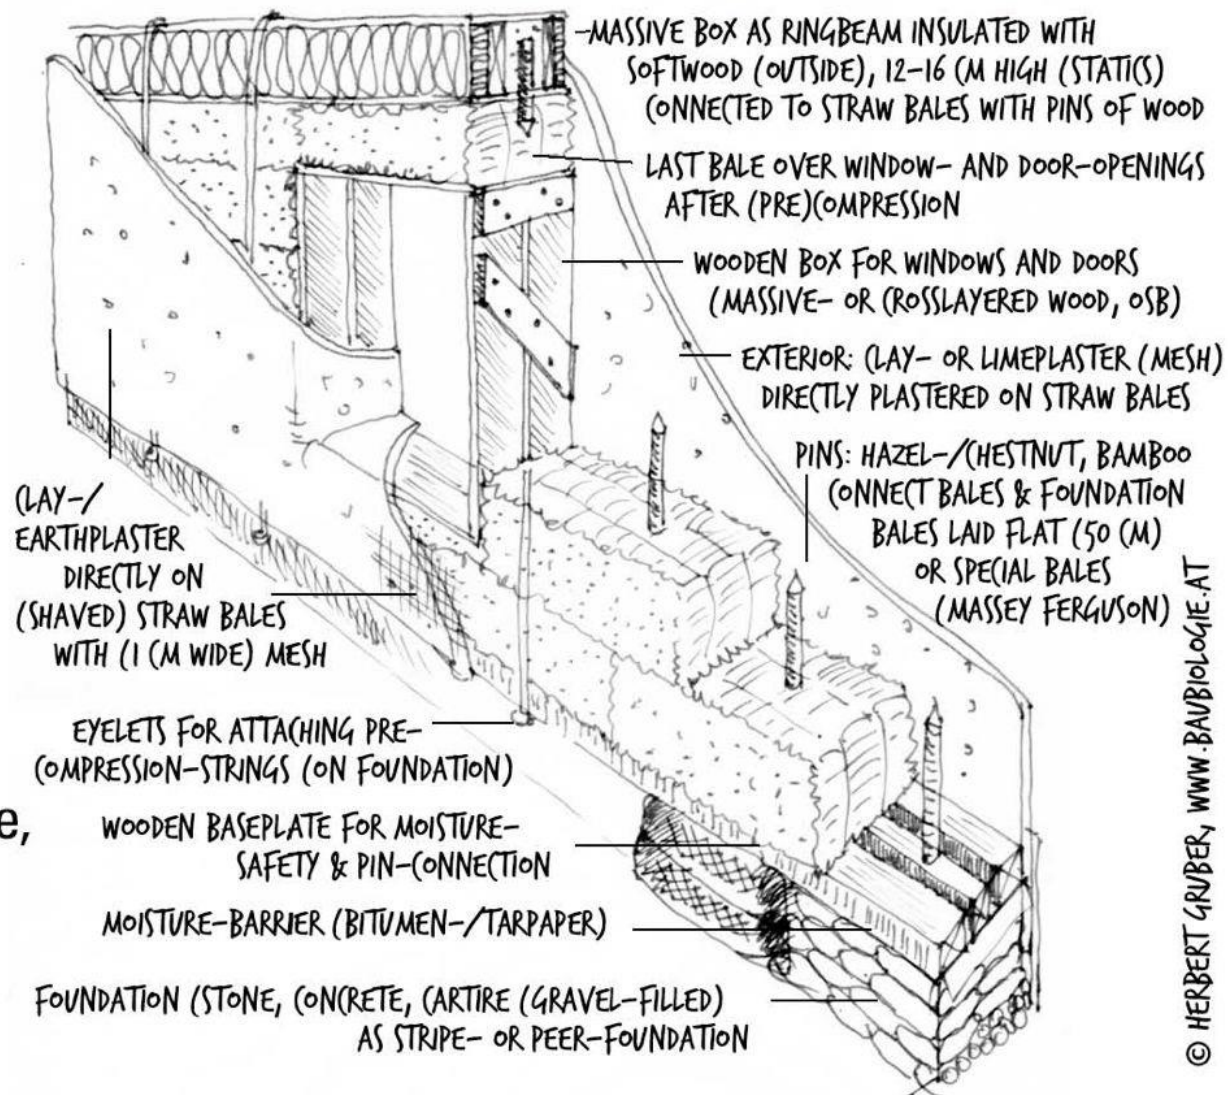 MASSIVE BOX AS RINGBEAM INSULATED WITH
SOFTWOOD (OUTSIDE), 12-16 CM HIGH (STATICS)
CONNECTED TO STRAW BALES WITH PINS OF WOOD
LAST BALE OVER WINDOW- AND DOOR-OPENINGS
AFTER (PRE)COMPRESSION
WOODEN BOX FOR WINDOWS AND DOORS
(MASSIVE- OR CROSSLAYERED WOOD, OSB)
EXTERIOR: CLAY- OR LIMEPLASTER (MESH)
DIRECTLY PLASTERED ON STRAW BALES
PINS: HAZEL-/CHESTNUT, BAMBOO
CONNECT BALES & FOUNDATION
BALES LAID FLAT (50 CM)
OR SPECIAL BALES
(MASSEY FERGUSON)
CLAY-/
EARTHPLASTER
DIRECTLY ON
(SHAVED) STRAW BALES
WITH (1 CM WIDE) MESH
EYELETS FOR ATTACHING PRE-
COMPRESSION-STRINGS (ON FOUNDATION)
e,
WOODEN BASEPLATE FOR MOISTURE-
SAFETY & PIN-CONNECTION
MOISTURE-BARRIER (BITUMEN-/TARPAPER)
FOUNDATION (STONE, CONCRETE, CARTIRE (GRAVEL-FILLED)
AS STRIPE- OR PEER-FOUNDATION
© HERBERT GRUBER, WWW.BAUBIOLOGIE.AT